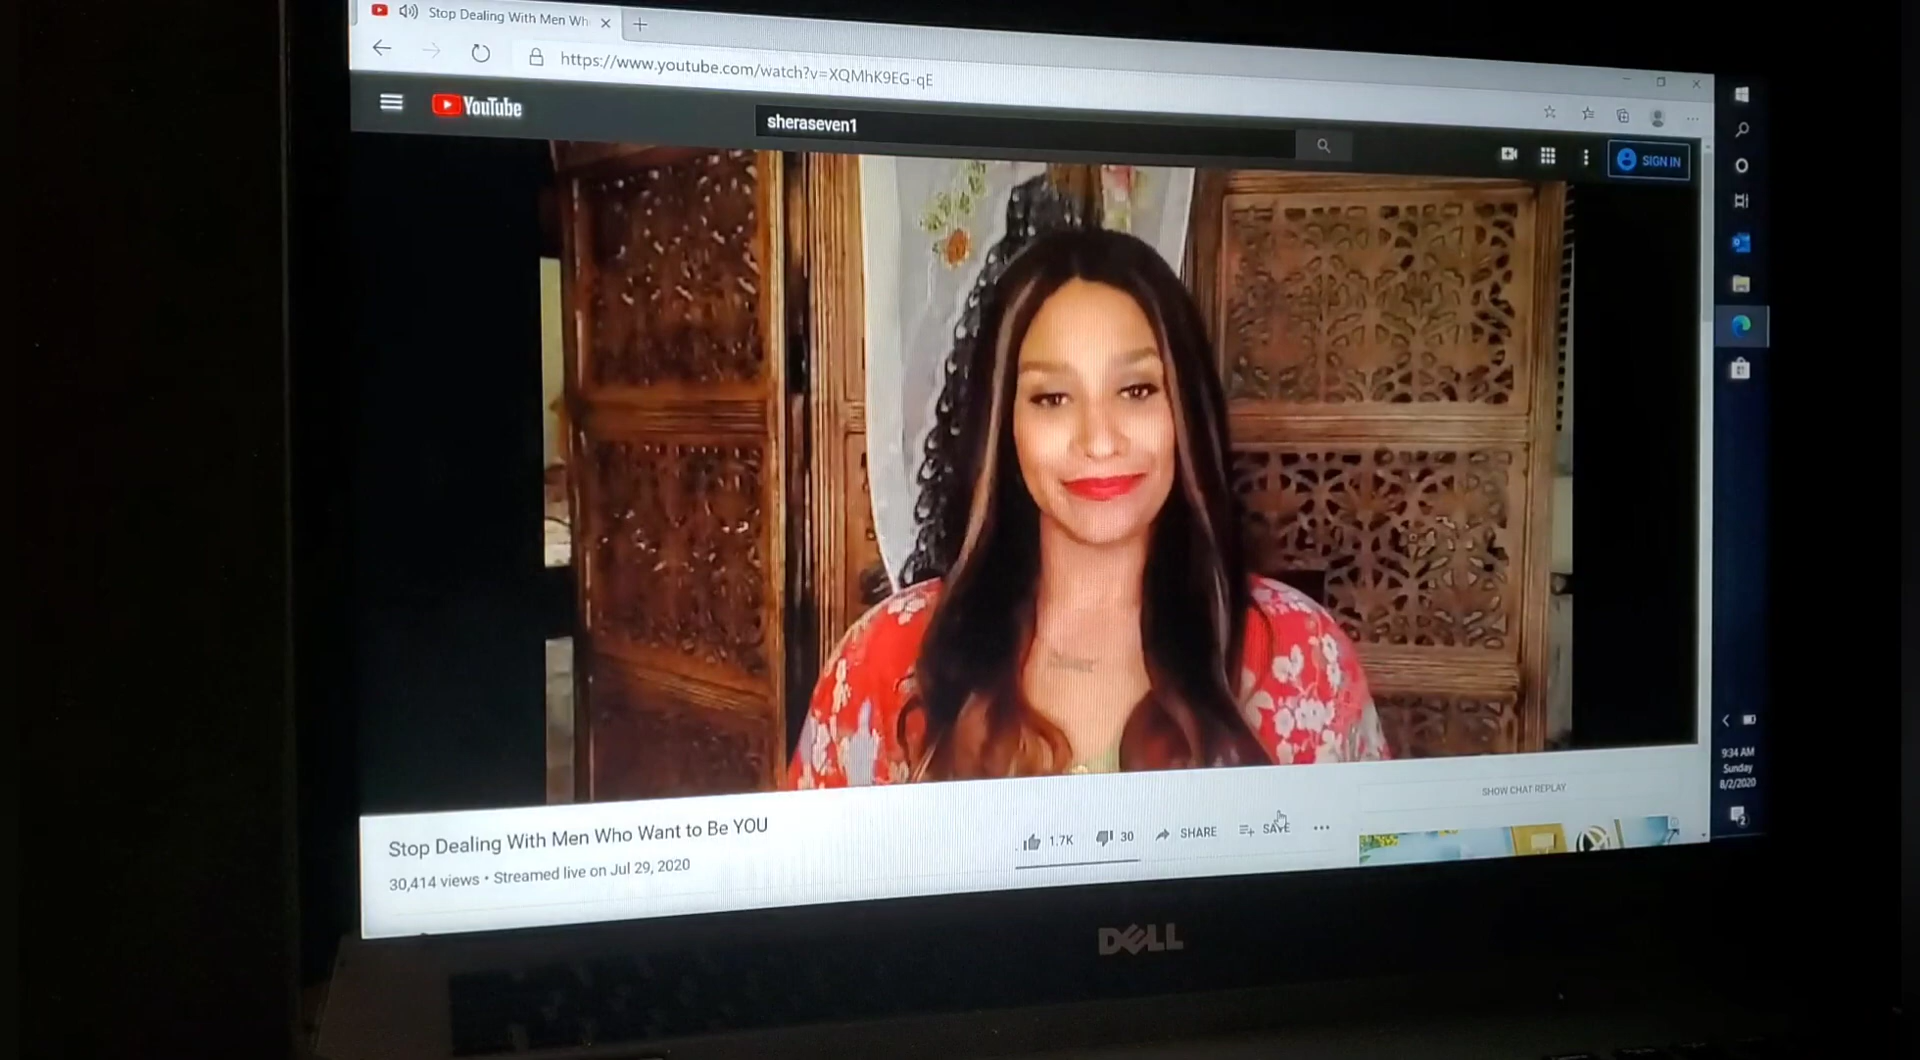 Stop Dealing With Men Wh
https://www.youtube.com/watch?v=XQMhK9EG-qE
YouTube
sheraseven1
SIGN IN
9:34 AM
Sunday
8/2/2020
2
SHOW CHAT REPLAY
Stop Dealing With Men Who Want to Be YOU
30,414 views • Streamed live on Jul 29, 2020
1.7K
30
SHARE
SAVE
DELL